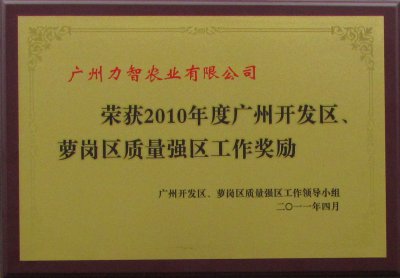 广州力智农业有限公司
荣获2010年度广州开发区、
萝岗区质量强区工作奖励
广州开发区、萝岗区质量强区工作领导小组
二〇一一年四月